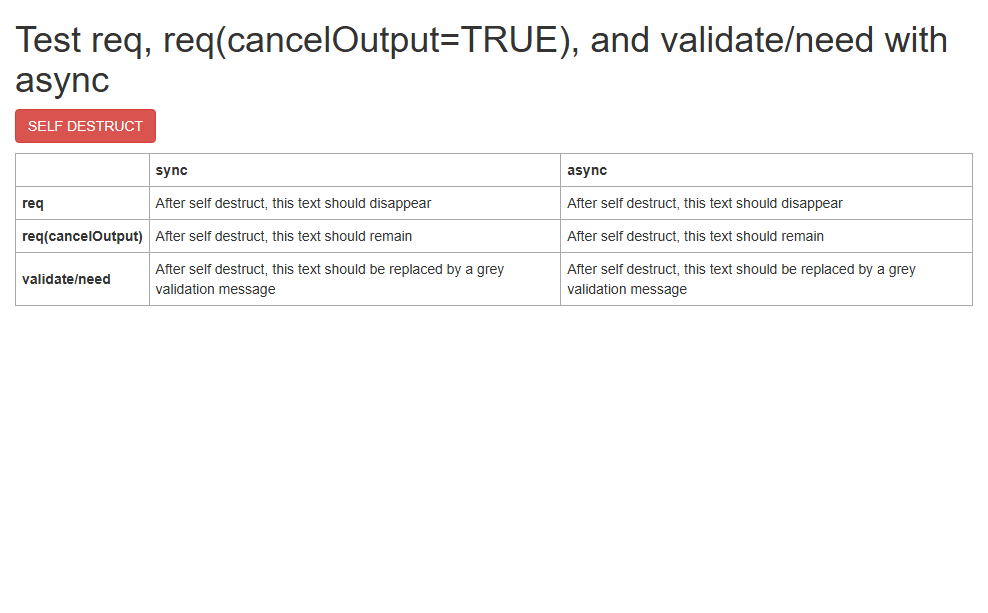 Test req, req(cancelOutput=TRUE), and validate/need with
async
SELF DESTRUCT
sync async
req After self destruct, this text should disappear After self destruct, this text should disappear
req(cancelOutput) After self destruct, this text should remain After self destruct, this text should remain
validate/need After self destruct, this text should be replaced by a grey validation message After self destruct, this text should be replaced by a grey validation message